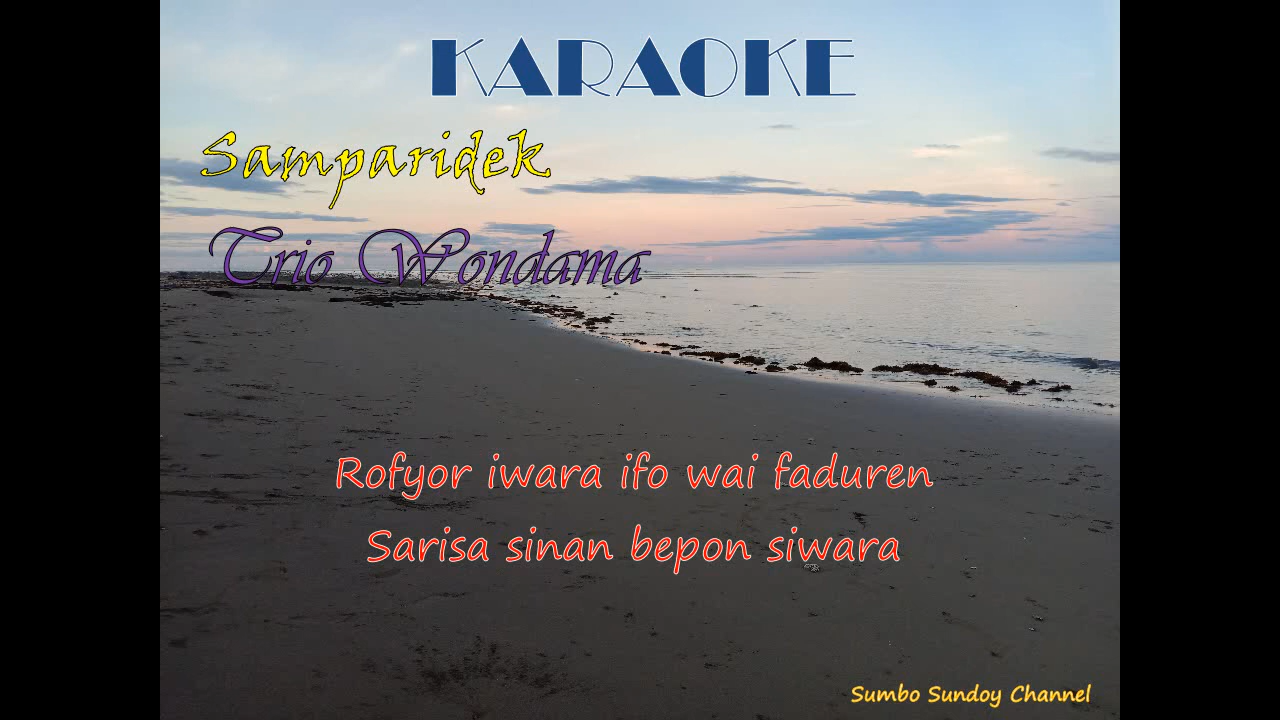 KARAOKE
Samparidek
Trio Wondama
Rofyor iwara ifo wai faduren
Sarisa sinan bepon siwara
Sumbo Sundoy Channel